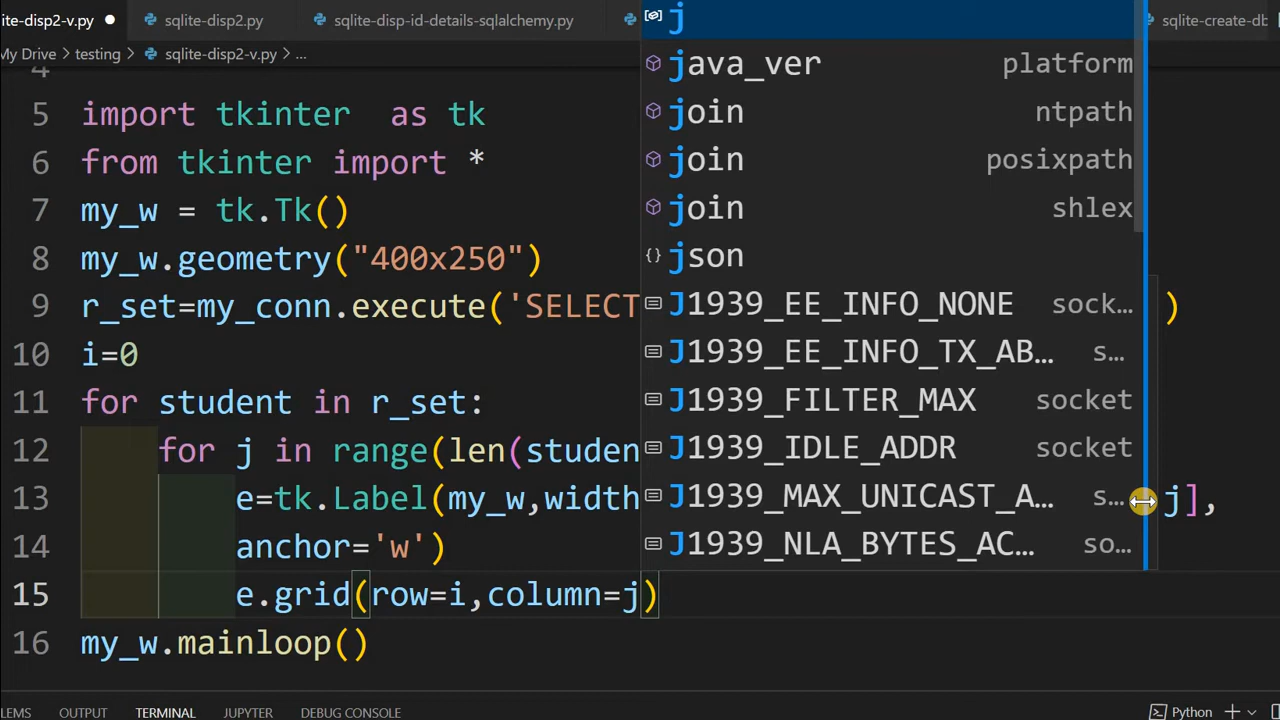 ite-disp2-v.py sqlite-disp2.py sqlite-disp-id-details-sqlalchemy.py sqlite-create-db
My Drive > testing > sqlite-disp2-v.py > ...
4
5 import tkinter as tk
6 from tkinter import *
7 my_w = tk.Tk()
8 my_w.geometry("400x250")
9 r_set=my_conn.execute('SELECT )
10 i=0
11 for student in r_set:
12 for j in range(len(studen
13 e=tk.Label(my_w,width j],
14 anchor='w')
15 e.grid(row=i,column=j)
16 my_w.mainloop()
j
java_ver platform
join ntpath
join posixpath
join shlex
json
J1939_EE_INFO_NONE sock...
J1939_EE_INFO_TX_AB... s...
J1939_FILTER_MAX socket
J1939_IDLE_ADDR socket
J1939_MAX_UNICAST_A... s...
J1939_NLA_BYTES_AC... so...
LEMS OUTPUT TERMINAL JUPYTER DEBUG CONSOLE Python